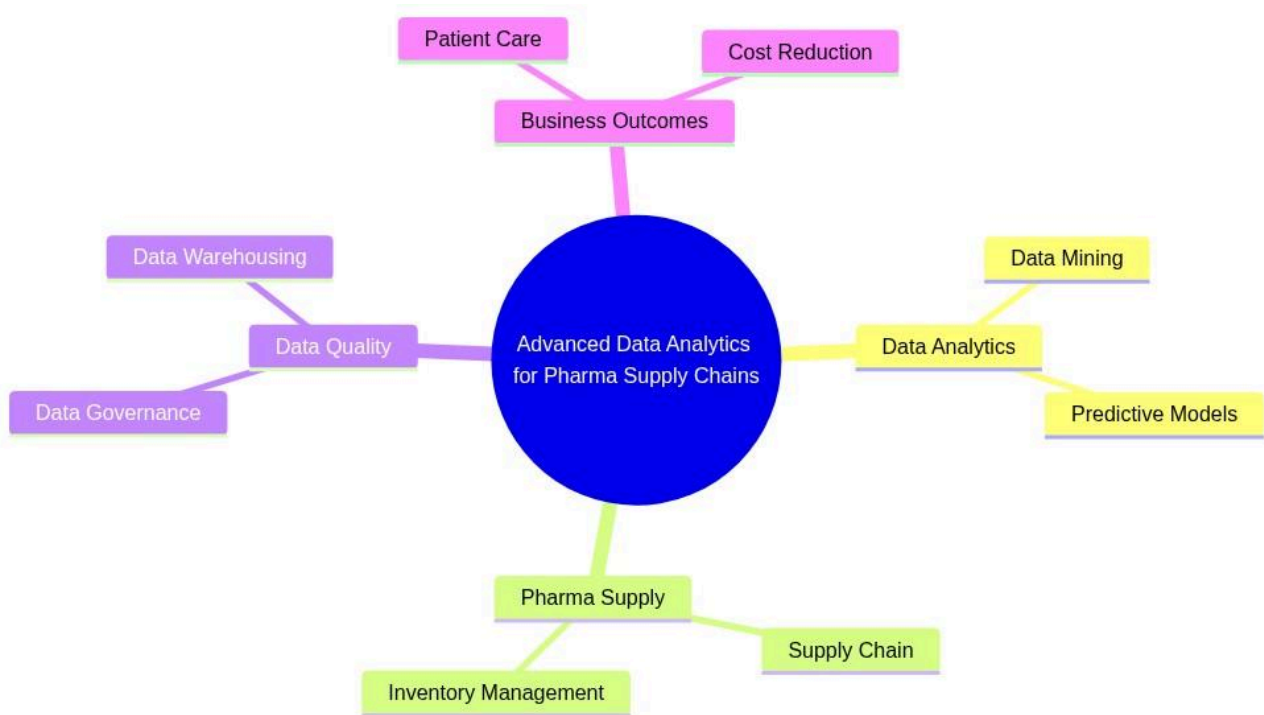 Patient Care
Cost Reduction
Business Outcomes
Data Warehousing
Data Mining
Data Quality
Advanced Data Analytics
for Pharma Supply Chains
Data Analytics
Data Governance
Predictive Models
Pharma Supply
Supply Chain
Inventory Management